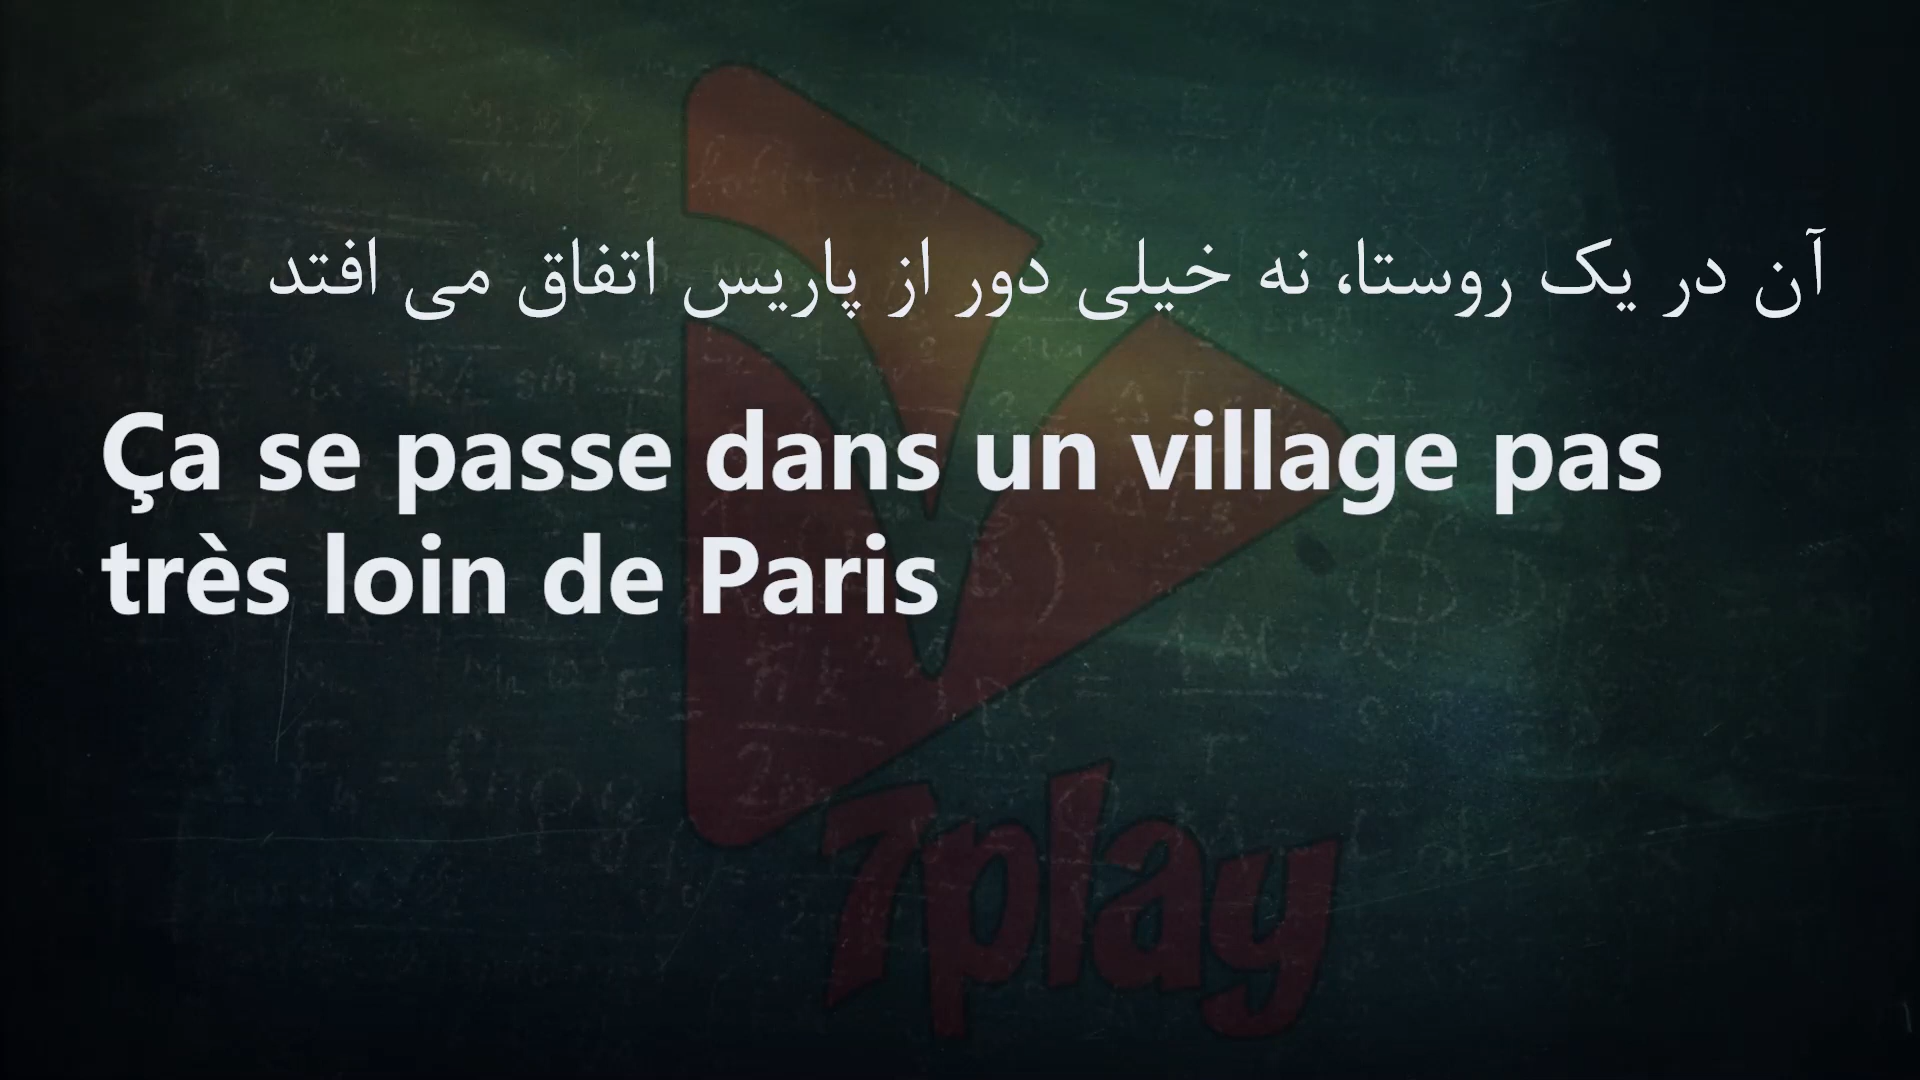 آن در یک روستا، نه خیلی دور از پاریس اتفاق می افتد
Ça se passe dans un village pas
très loin de Paris
7play